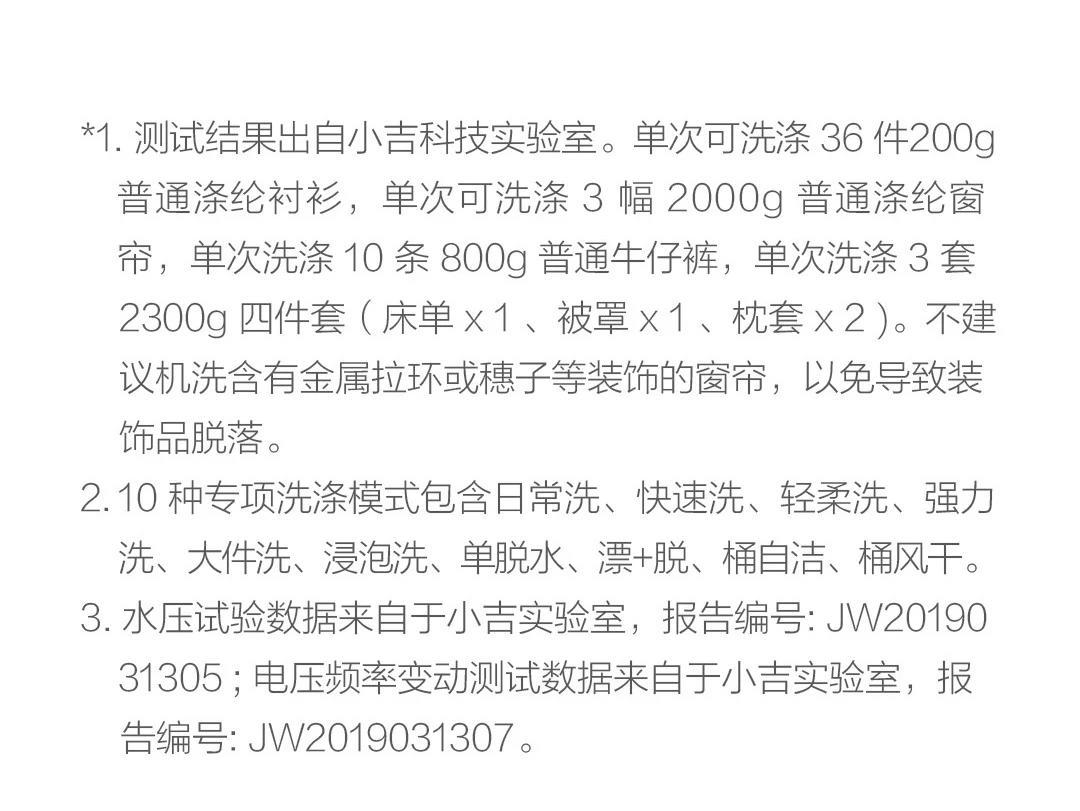 *1. 测试结果出自小吉科技实验室。单次可洗涤 36 件200g
普通涤纶衬衫，单次可洗涤 3 幅 2000g 普通涤纶窗
帘，单次洗涤 10 条 800g 普通牛仔裤，单次洗涤 3 套
2300g 四件套（床单 x 1 、被罩 x 1 、枕套 x 2 )。不建
议机洗含有金属拉环或穗子等装饰的窗帘，以免导致装
饰品脱落。
2. 10 种专项洗涤模式包含日常洗、快速洗、轻柔洗、强力
洗、大件洗、浸泡洗、单脱水、漂+脱、桶自洁、桶风干。
3. 水压试验数据来自于小吉实验室，报告编号: JW20190
31305 ; 电压频率变动测试数据来自于小吉实验室，报
告编号: JW2019031307。